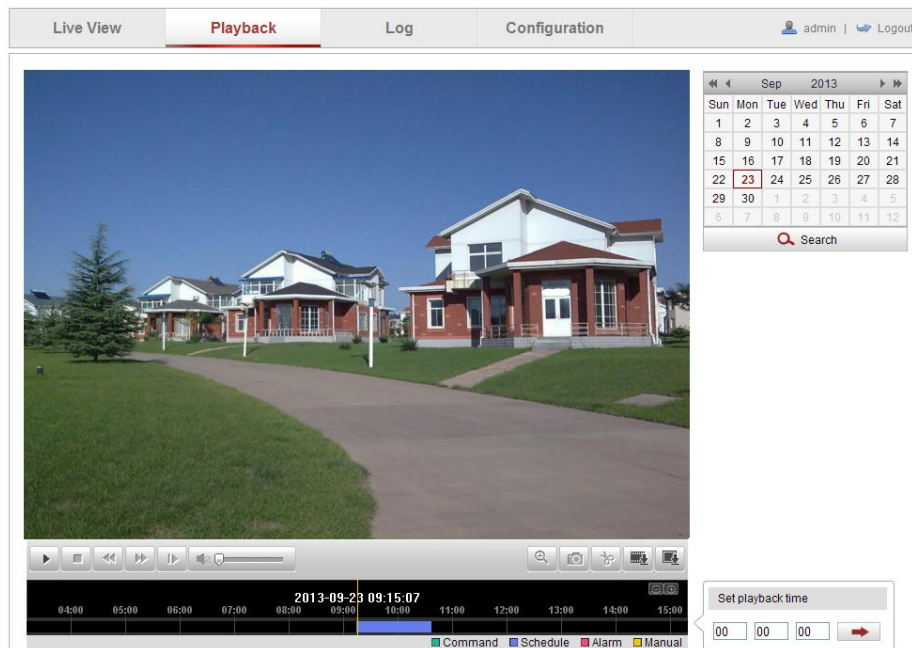 Live View Playback Log Configuration admin | Logout
Sep 2013
Sun Mon Tue Wed Thu Fri Sat
1 2 3 4 5 6 7
8 9 10 11 12 13 14
15 16 17 18 19 20 21
22 23 24 25 26 27 28
29 30 1 2 3 4 5
6 7 8 9 10 11 12
Search
2013-09-23 09:15:07
04:00 05:00 06:00 07:00 08:00 09:00 10:00 11:00 12:00 13:00 14:00 15:00
Command Schedule Alarm Manual
Set playback time
00 00 00